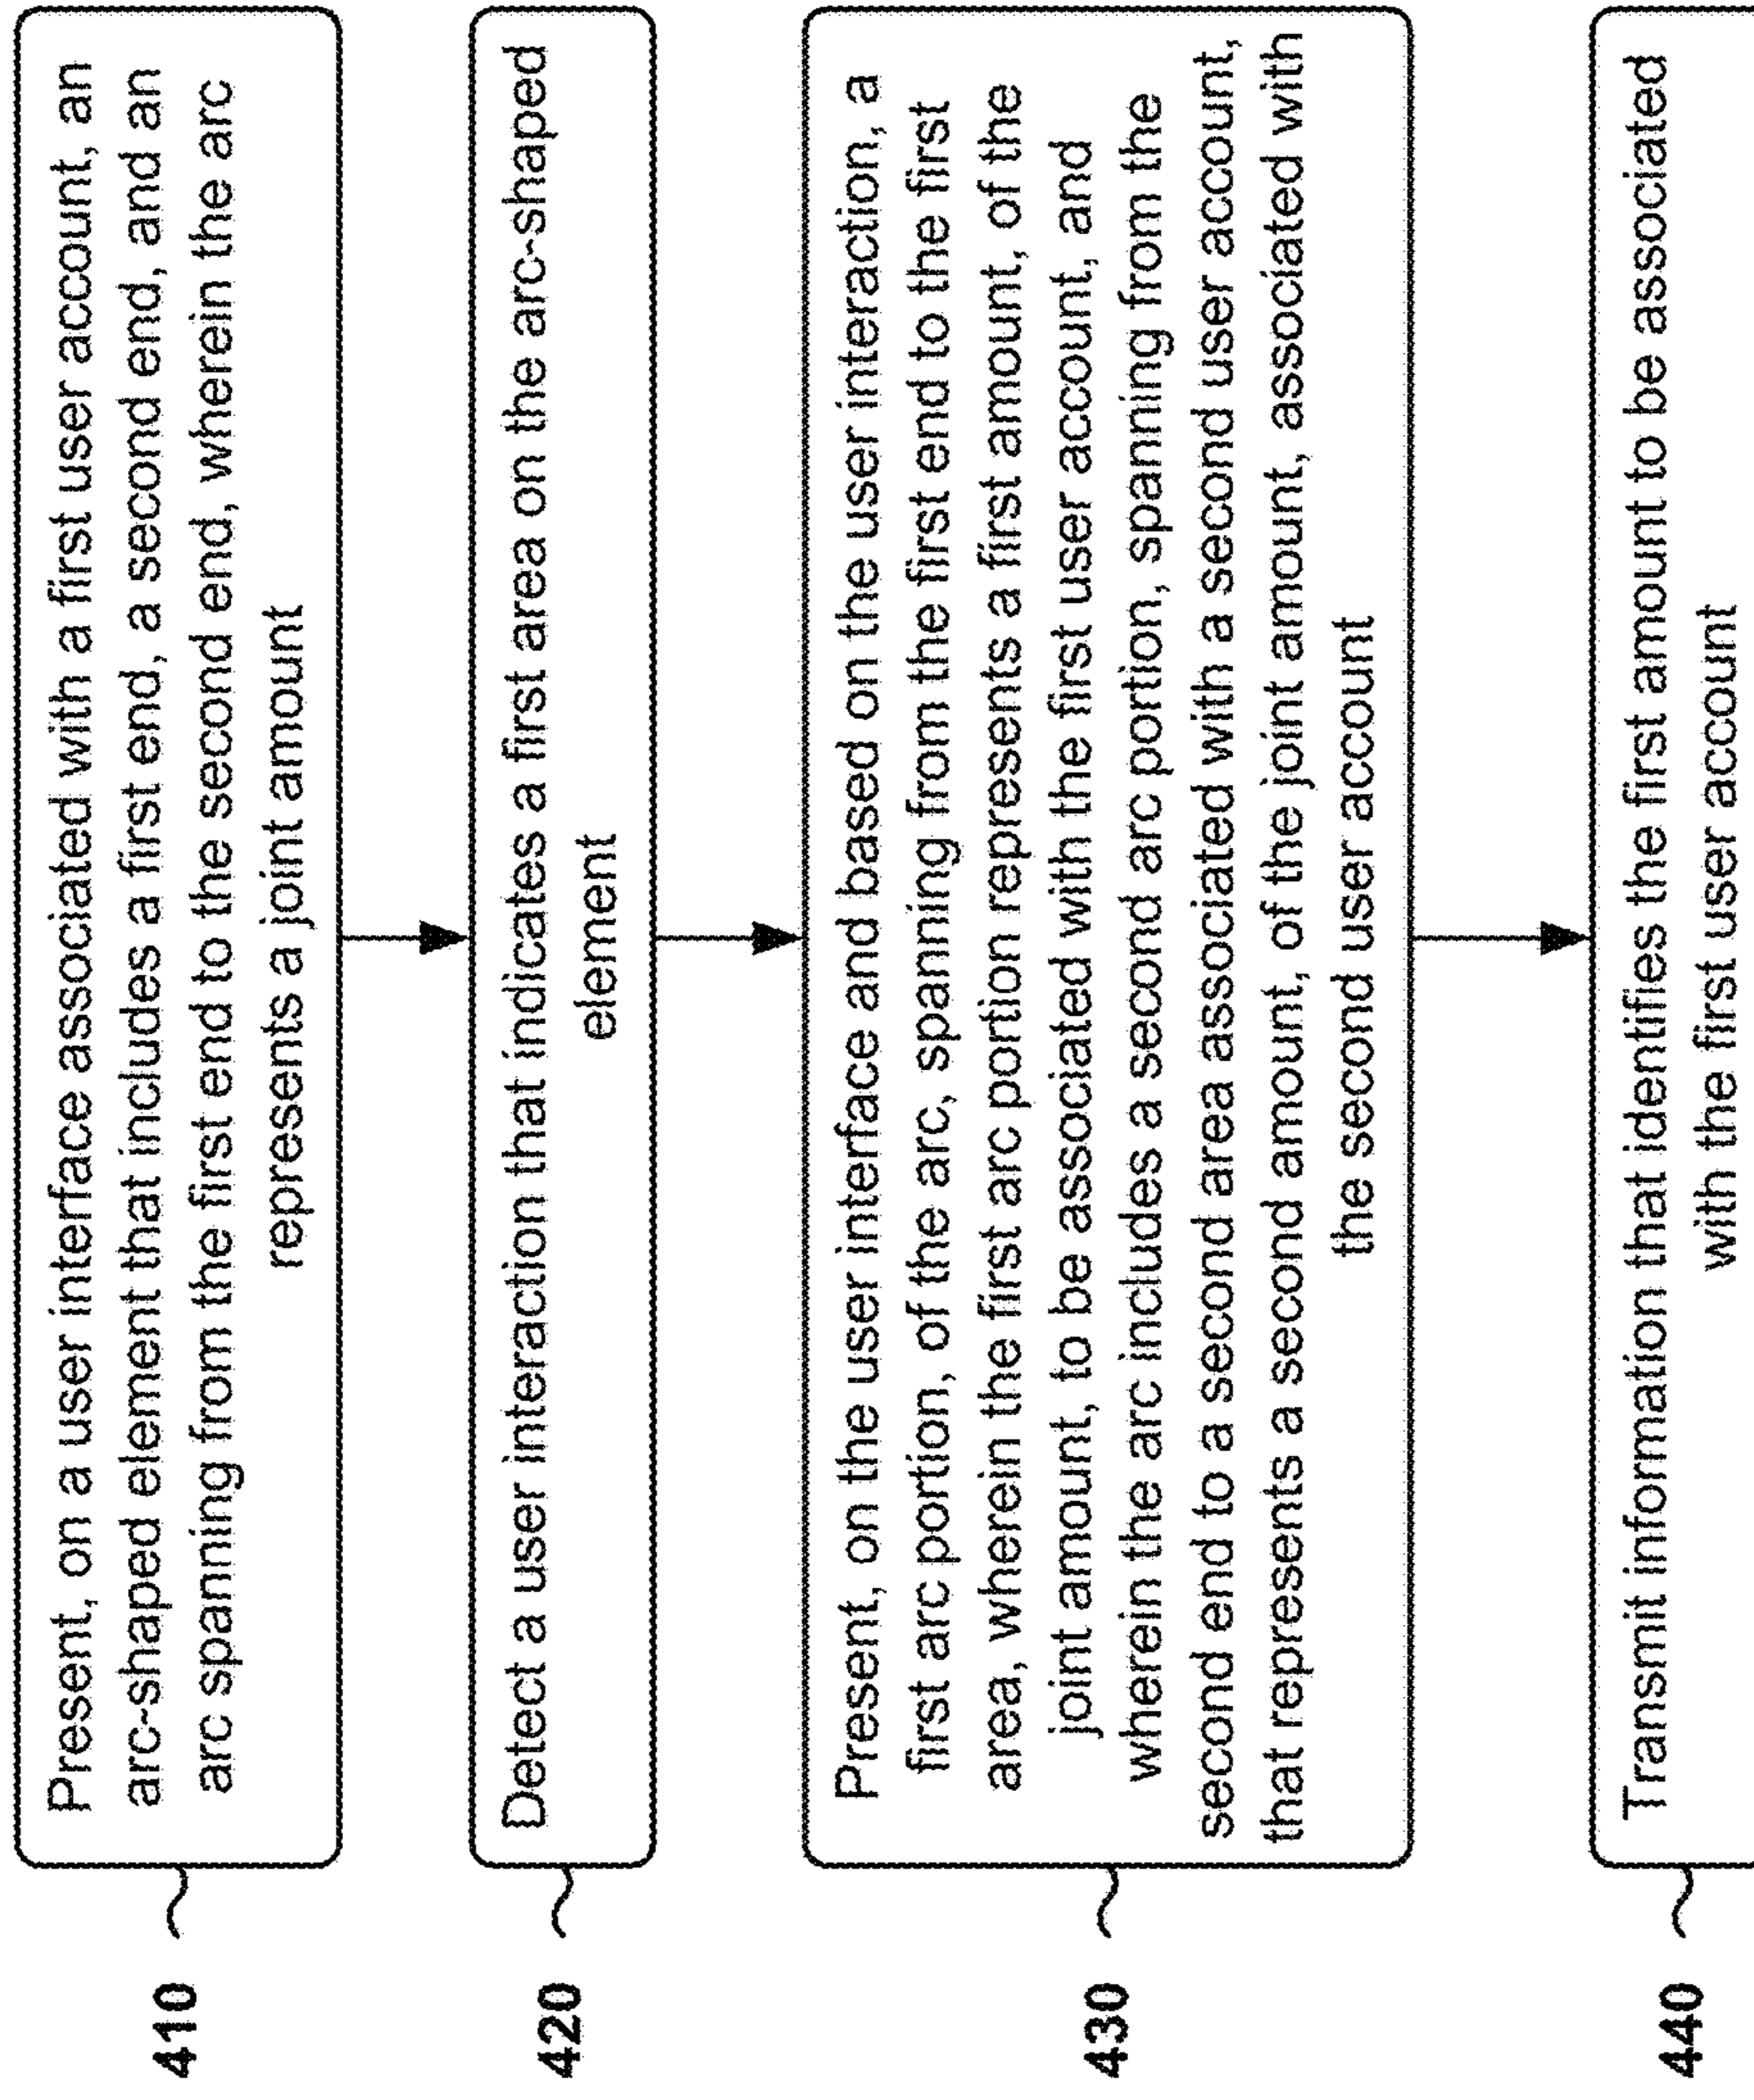 410
Present, on a user interface associated with a first user account, an
arc-shaped element that includes a first end, a second end, and an
arc spanning from the first end to the second end, wherein the arc
represents a joint amount
420
Detect a user interaction that indicates a first area on the arc-shaped
element
430
Present, on the user interface and based on the user interaction, a
first arc portion, of the arc, spanning from the first end to the first
area, wherein the first arc portion represents a first amount, of the
joint amount, to be associated with the first user account, and
wherein the arc includes a second arc portion, spanning from the
second end to a second area associated with a second user account,
that represents a second amount, of the joint amount, associated with
the second user account
440
Transmit information that identifies the first amount to be associated
with the first user account